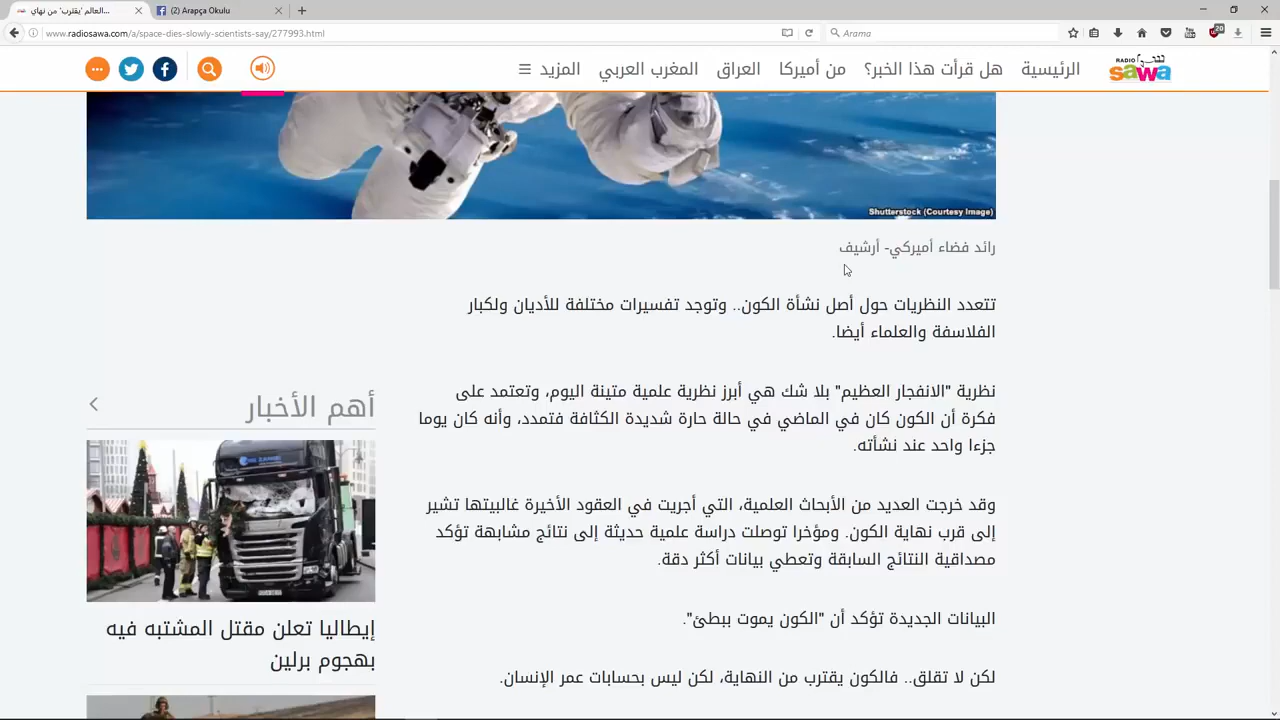 العالم "يقترب" من نهاي...
(2) Arapça Okulu
www.radiosawa.com/a/space-dies-slowly-scientists-say/277993.html
Arama
20
RADIO
sawa
الرئيسية
هل قرأت هذا الخبر؟
من أميركا
العراق
المغرب العربي
المزيد
Shutterstock (Courtesy Image)
رائد فضاء أميركي- أرشيف
تتعدد النظريات حول أصل نشأة الكون.. وتوجد تفسيرات مختلفة للأديان ولكبار
الفلاسفة والعلماء أيضا.
نظرية "الانفجار العظيم" بلا شك هي أبرز نظرية علمية متينة اليوم، وتعتمد على
فكرة أن الكون كان في الماضي في حالة حارة شديدة الكثافة فتمدد، وأنه كان يوما
جزءا واحد عند نشأته.
وقد خرجت العديد من الأبحاث العلمية، التي أجريت في العقود الأخيرة غالبيتها تشير
إلى قرب نهاية الكون. ومؤخرا توصلت دراسة علمية حديثة إلى نتائج مشابهة تؤكد
مصداقية النتائج السابقة وتعطي بيانات أكثر دقة.
البيانات الجديدة تؤكد أن "الكون يموت ببطئ".
لكن لا تقلق.. فالكون يقترب من النهاية، لكن ليس بحسابات عمر الإنسان.
أهم الأخبار
إيطاليا تعلن مقتل المشتبه فيه
بهجوم برلين